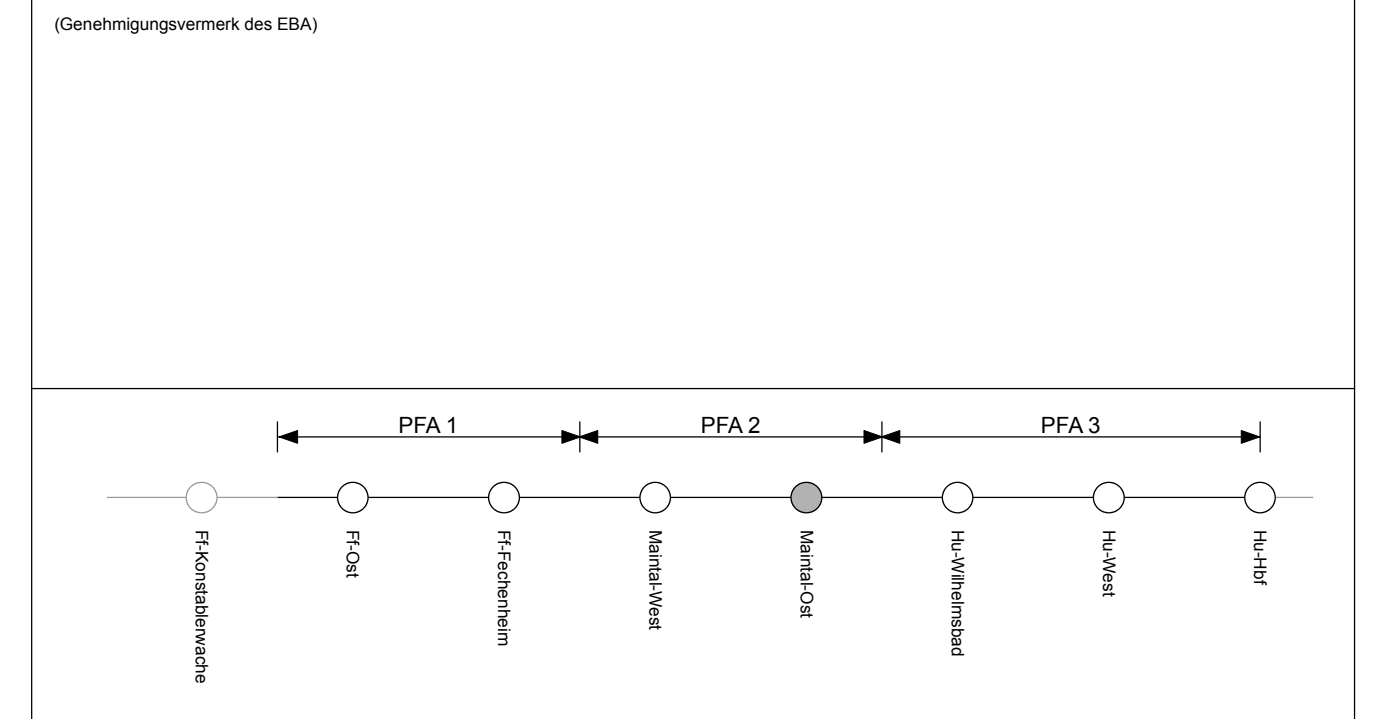 (Genehmigungsvermerk des EBA)
PFA 1
PFA 2
PFA 3
Ff-Konstablerwache
Ff-Ost
Ff-Fechenheim
Maintal-West
Maintal-Ost
Hu-Wilhelmsbad
Hu-West
Hu-Hbf